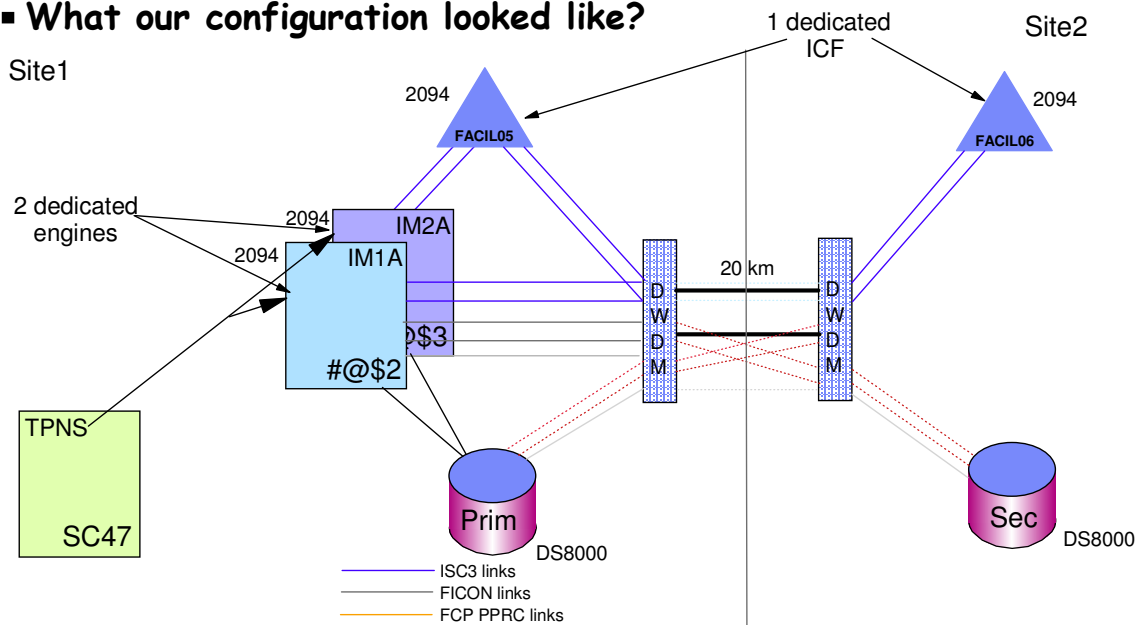 What our configuration looked like?
1 dedicated
ICF
Site2
Site1
2094
FACIL05
2094
FACIL06
2 dedicated
engines
2094
IM2A
2094
IM1A
@$3
#@$2
20 km
D
W
D
M
D
W
D
M
TPNS
SC47
Prim
DS8000
Sec
DS8000
ISC3 links
FICON links
FCP PPRC links